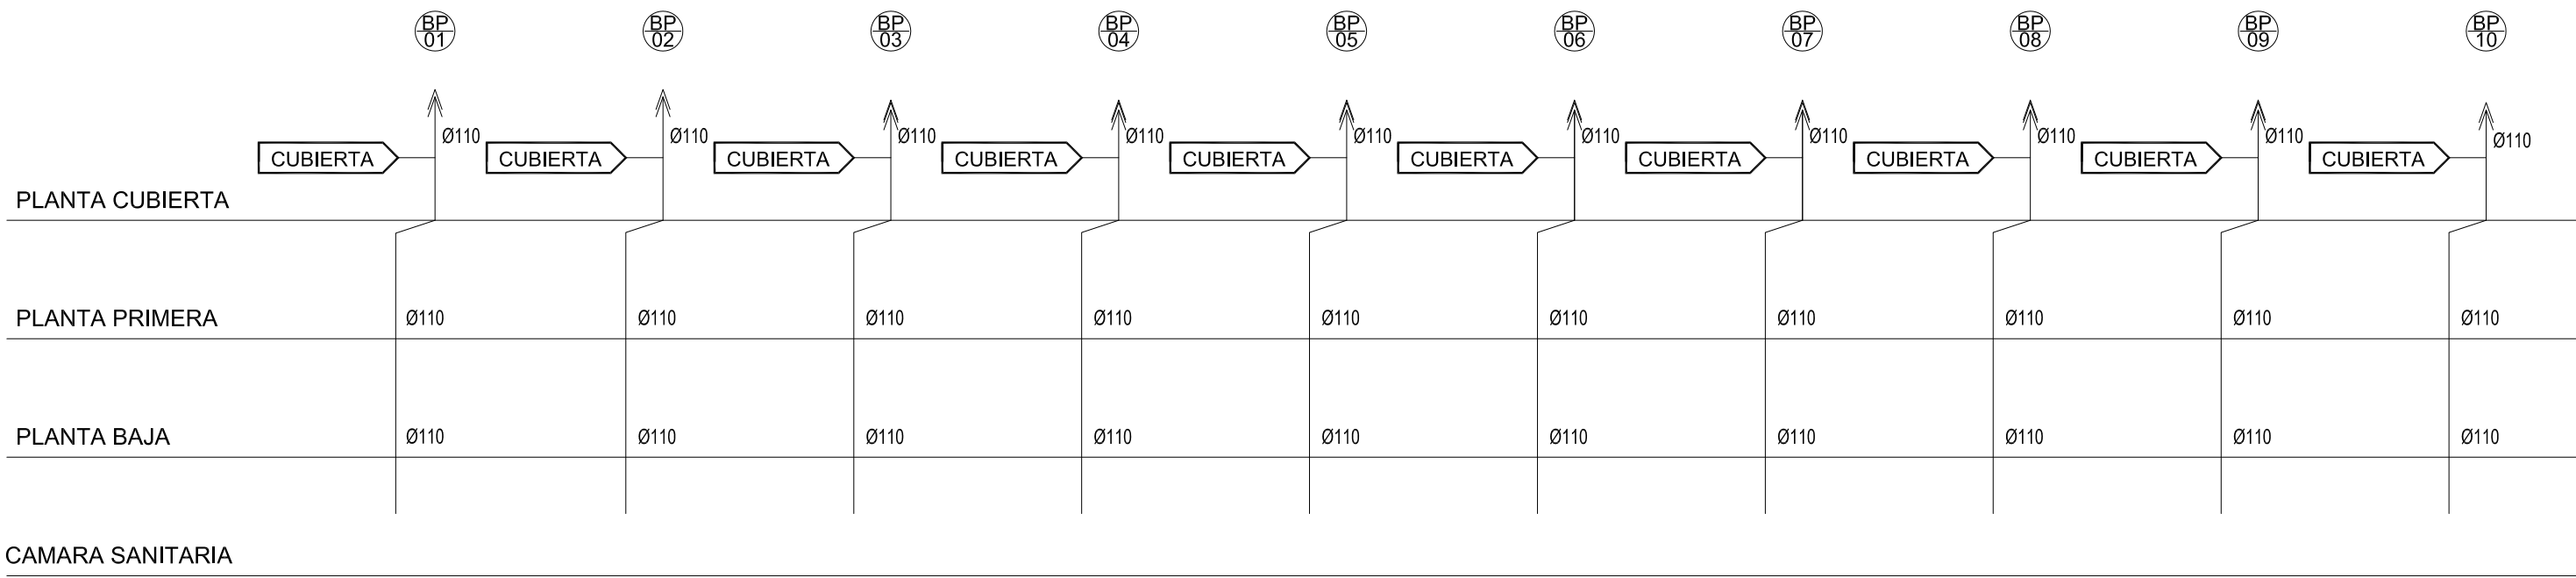 BP BP BP BP BP BP BP BP BP BP
01 02 03 04 05 06 07 08 09 10
Ø110 Ø110 Ø110 Ø110 Ø110 Ø110 Ø110 Ø110 Ø110 Ø110
CUBIERTA CUBIERTA CUBIERTA CUBIERTA CUBIERTA CUBIERTA CUBIERTA CUBIERTA CUBIERTA CUBIERTA
PLANTA CUBIERTA
PLANTA PRIMERA Ø110 Ø110 Ø110 Ø110 Ø110 Ø110 Ø110 Ø110 Ø110 Ø110
PLANTA BAJA Ø110 Ø110 Ø110 Ø110 Ø110 Ø110 Ø110 Ø110 Ø110 Ø110
CAMARA SANITARIA